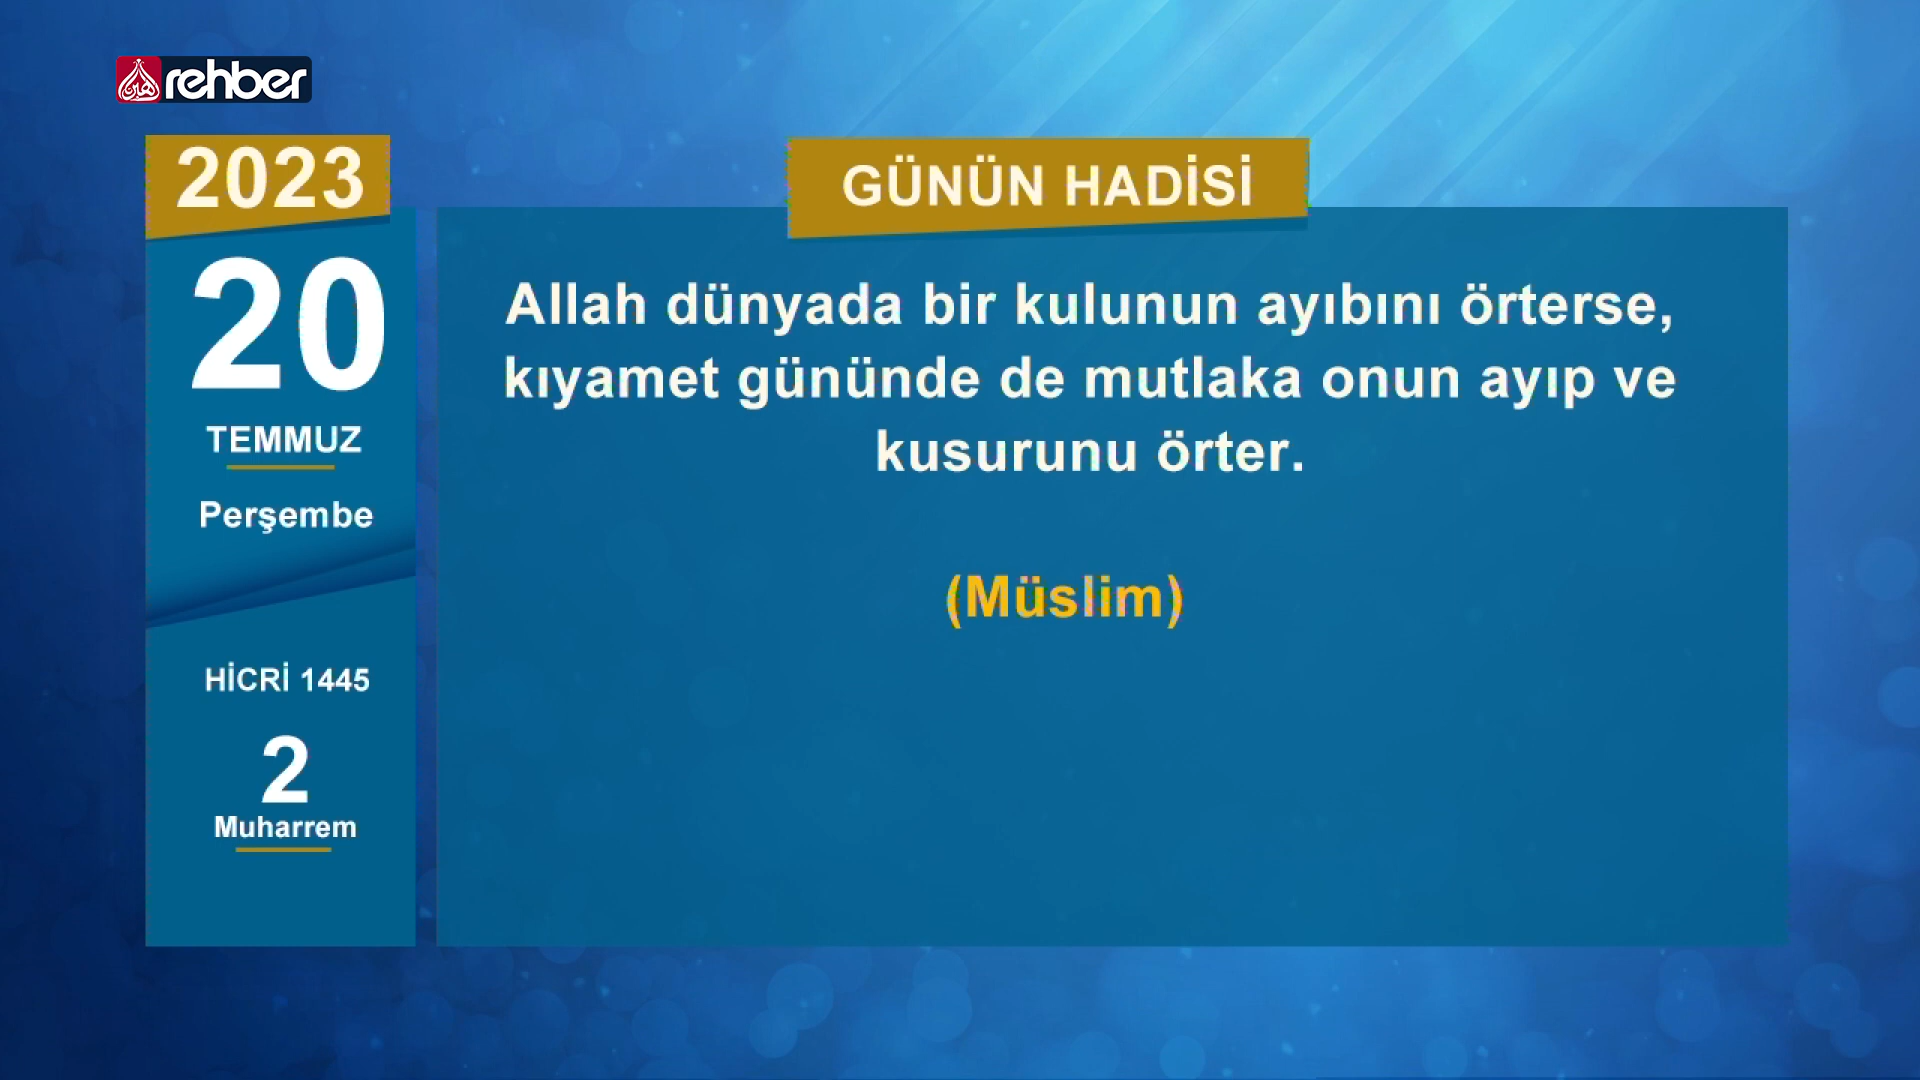 rehber
2023
20
TEMMUZ
Perşembe
HİCRİ 1445
2
Muharrem
GÜNÜN HADİSİ
Allah dünyada bir kulunun ayıbını örterse,
kıyamet gününde de mutlaka onun ayıp ve
kusurunu örter.
(Müslim)